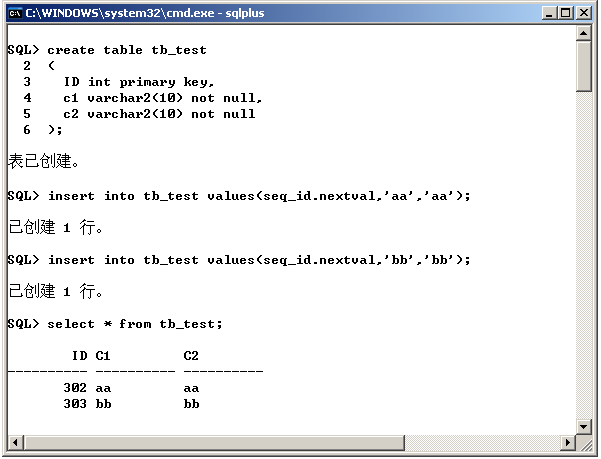 C:\WINDOWS\system32\cmd.exe - sqlplus
SQL> create table tb_test
  2  (
  3    ID int primary key,
  4    c1 varchar2(10) not null,
  5    c2 varchar2(10) not null
  6  );
表已创建。
SQL> insert into tb_test values(seq_id.nextval,'aa','aa');
已创建 1 行。
SQL> insert into tb_test values(seq_id.nextval,'bb','bb');
已创建 1 行。
SQL> select * from tb_test;
        ID C1         C2
---------- ---------- ----------
       302 aa         aa
       303 bb         bb